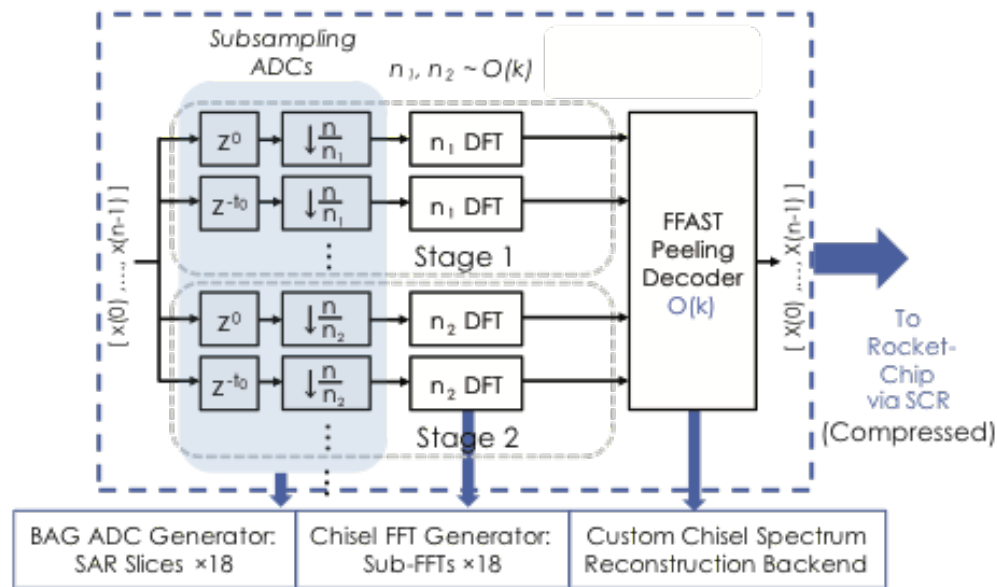 Subsampling
ADCs
n₁, n₂ ~ O(k)
[ x(0) ,...., x(n-1) ]
z⁰
↓ n/n₁
n₁ DFT
z⁻ᵗ⁰
↓ n/n₁
n₁ DFT
Stage 1
z⁰
↓ n/n₂
n₂ DFT
z⁻ᵗ⁰
↓ n/n₂
n₂ DFT
Stage 2
FFAST
Peeling
Decoder
O(k)
[ X(0) ,...., X(n-1) ]
To
Rocket-
Chip
via SCR
(Compressed)
BAG ADC Generator:
SAR Slices ×18
Chisel FFT Generator:
Sub-FFTs ×18
Custom Chisel Spectrum
Reconstruction Backend